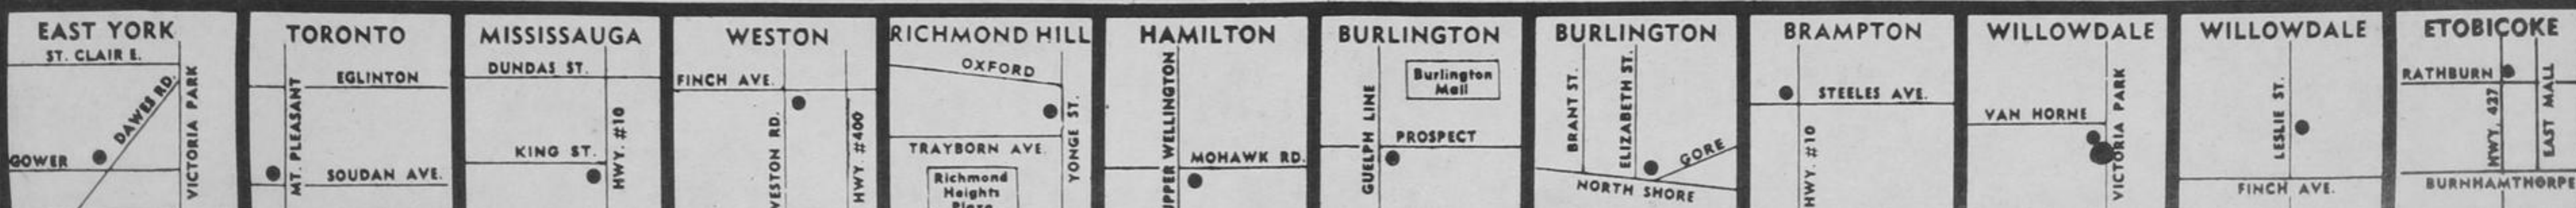 EAST YORK
ST. CLAIR E.
DAWES RD.
VICTORIA PARK
GOWER
TORONTO
EGLINTON
MT. PLEASANT
SOUDAN AVE.
MISSISSAUGA
DUNDAS ST.
HWY. #10
KING ST.
WESTON
FINCH AVE.
WESTON RD.
HWY. #400
RICHMOND HILL
OXFORD
YONGE ST.
TRAYBORN AVE.
Richmond
Heights
Plaza
HAMILTON
UPPER WELLINGTON
MOHAWK RD.
BURLINGTON
Burlington
Mall
GUELPH LINE
PROSPECT
BURLINGTON
BRANT ST.
ELIZABETH ST.
GORE
NORTH SHORE
BRAMPTON
STEELES AVE.
HWY. #10
WILLOWDALE
VAN HORNE
VICTORIA PARK
WILLOWDALE
LESLIE ST.
FINCH AVE.
ETOBICOKE
RATHBURN
HWY. 427
EAST MALL
BURNHAMTHORPE